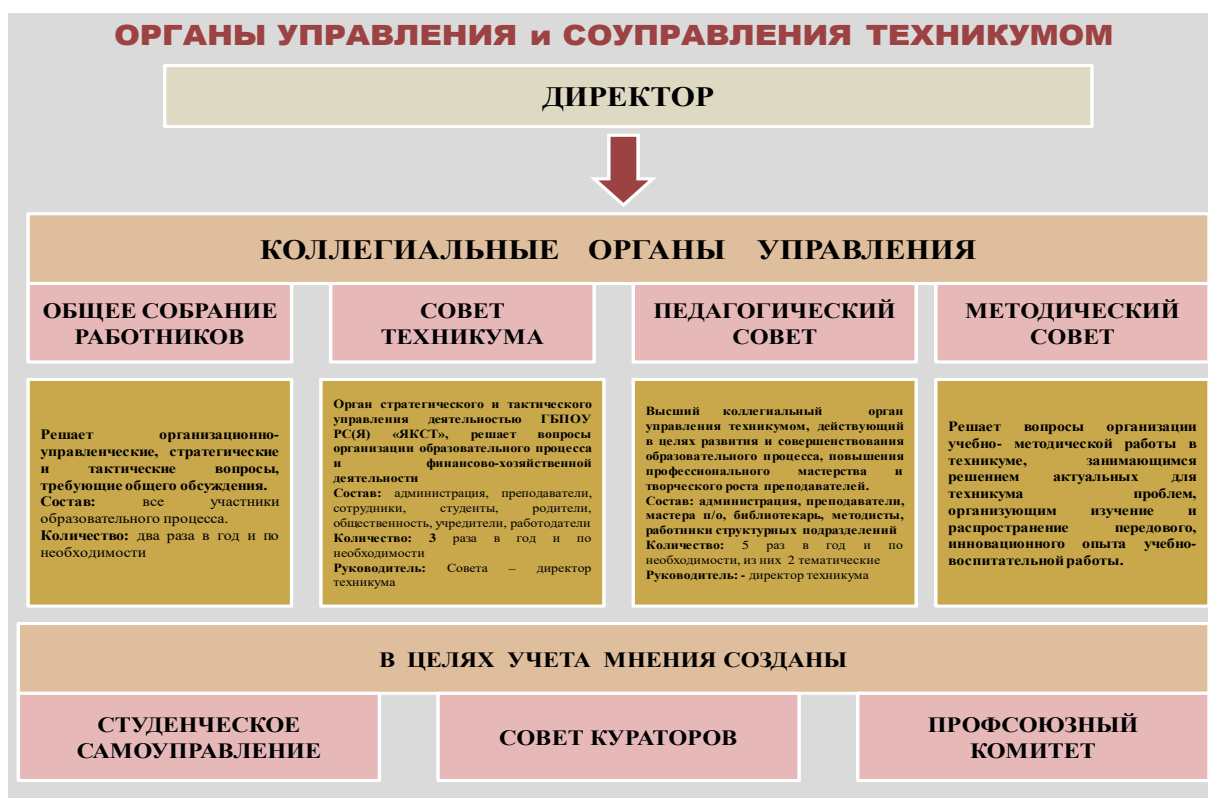 ОРГАНЫ УПРАВЛЕНИЯ и СОУПРАВЛЕНИЯ ТЕХНИКУМОМ
ДИРЕКТОР
КОЛЛЕГИАЛЬНЫЕ ОРГАНЫ УПРАВЛЕНИЯ
ОБЩЕЕ СОБРАНИЕ
РАБОТНИКОВ
СОВЕТ
ТЕХНИКУМА
ПЕДАГОГИЧЕСКИЙ
СОВЕТ
МЕТОДИЧЕСКИЙ
СОВЕТ
Решает организационно-
управленческие, стратегические
и тактические вопросы,
требующие общего обсуждения.
Состав: все участники
образовательного процесса.
Количество: два раза в год и по
необходимости
Орган стратегического и тактического
управления деятельностью ГБПОУ
РС(Я) «ЯКСТ», решает вопросы
организации образовательного процесса
и финансово-хозяйственной
деятельности
Состав: администрация, преподаватели,
сотрудники, студенты, родители,
общественность, учредители, работодатели
Количество: 3 раза в год и по
необходимости
Руководитель: Совета – директор
техникума
Высший коллегиальный орган
управления техникумом, действующий
в целях развития и совершенствования
образовательного процесса, повышения
профессионального мастерства и
творческого роста преподавателей.
Состав: администрация, преподаватели,
мастера п/о, библиотекарь, методисты,
работники структурных подразделений
Количество: 5 раз в год и по
необходимости, из них 2 тематические
Руководитель: - директор техникума
Решает вопросы организации
учебно- методической работы в
техникуме, занимающимся
решением актуальных для
техникума проблем,
организующим изучение и
распространение передового,
инновационного опыта учебно-
воспитательной работы.
В ЦЕЛЯХ УЧЕТА МНЕНИЯ СОЗДАНЫ
СТУДЕНЧЕСКОЕ
САМОУПРАВЛЕНИЕ
СОВЕТ КУРАТОРОВ
ПРОФСОЮЗНЫЙ
КОМИТЕТ